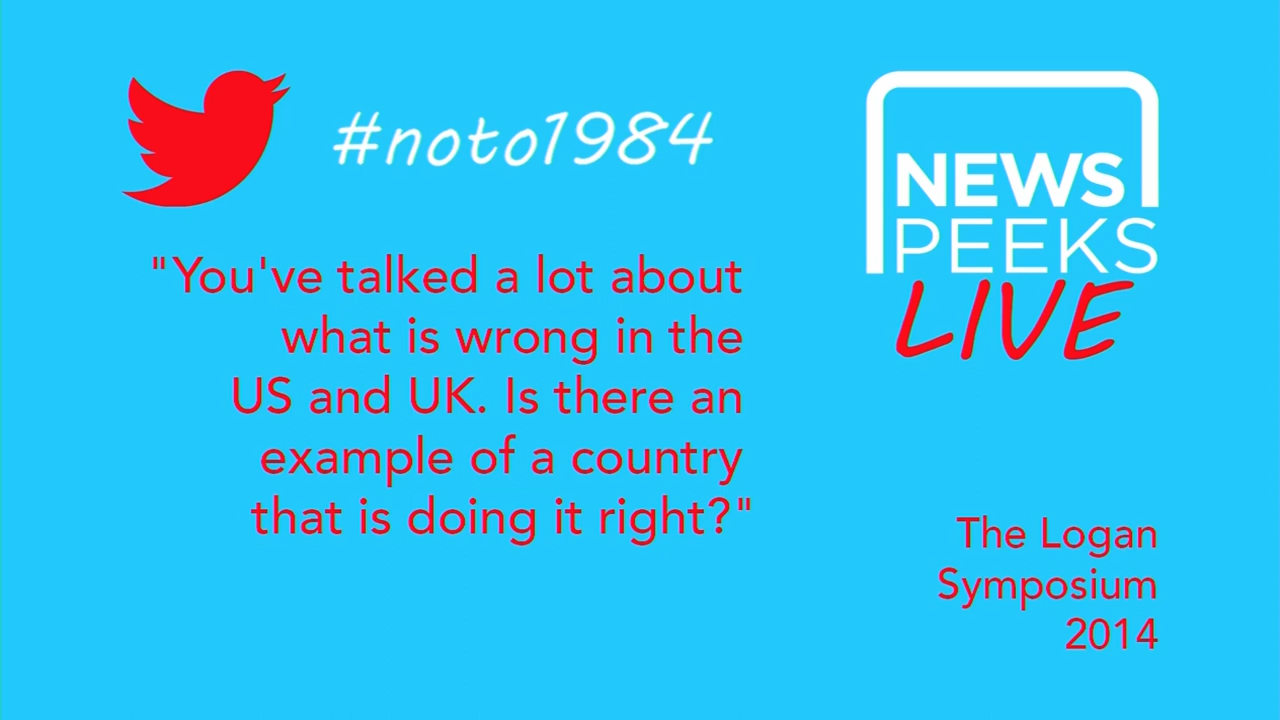 #noto1984
"You've talked a lot about
what is wrong in the
US and UK. Is there an
example of a country
that is doing it right?"
NEWS
PEEKS
LIVE
The Logan
Symposium
2014